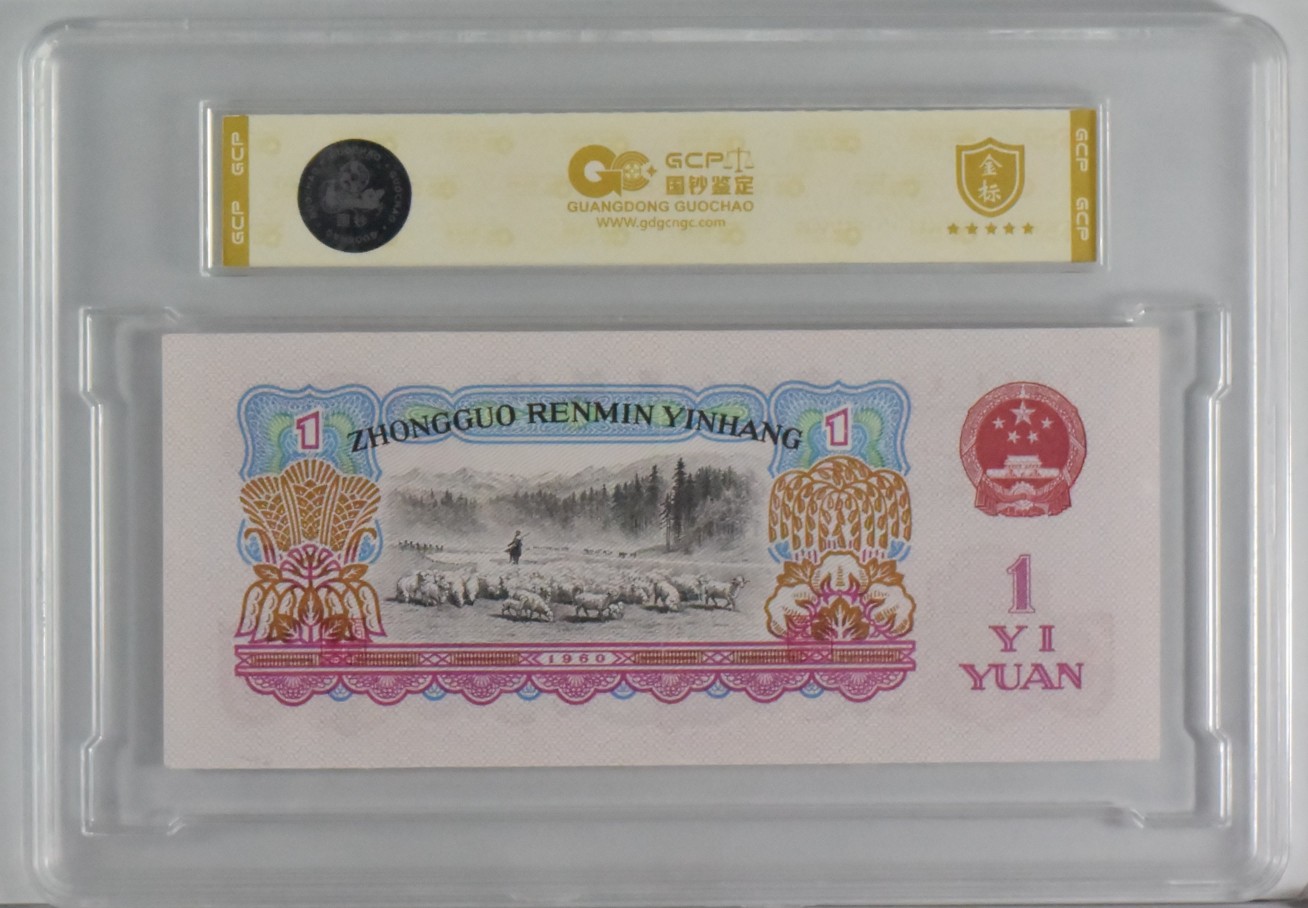 GCP
GCP
GCP
国钞鉴定
GUANGDONG GUOCHAO
WWW.gdgcngc.com
金
标
GCP
GCP
1
ZHONGGUO RENMIN YINHANG
1
1960
1
YI
YUAN